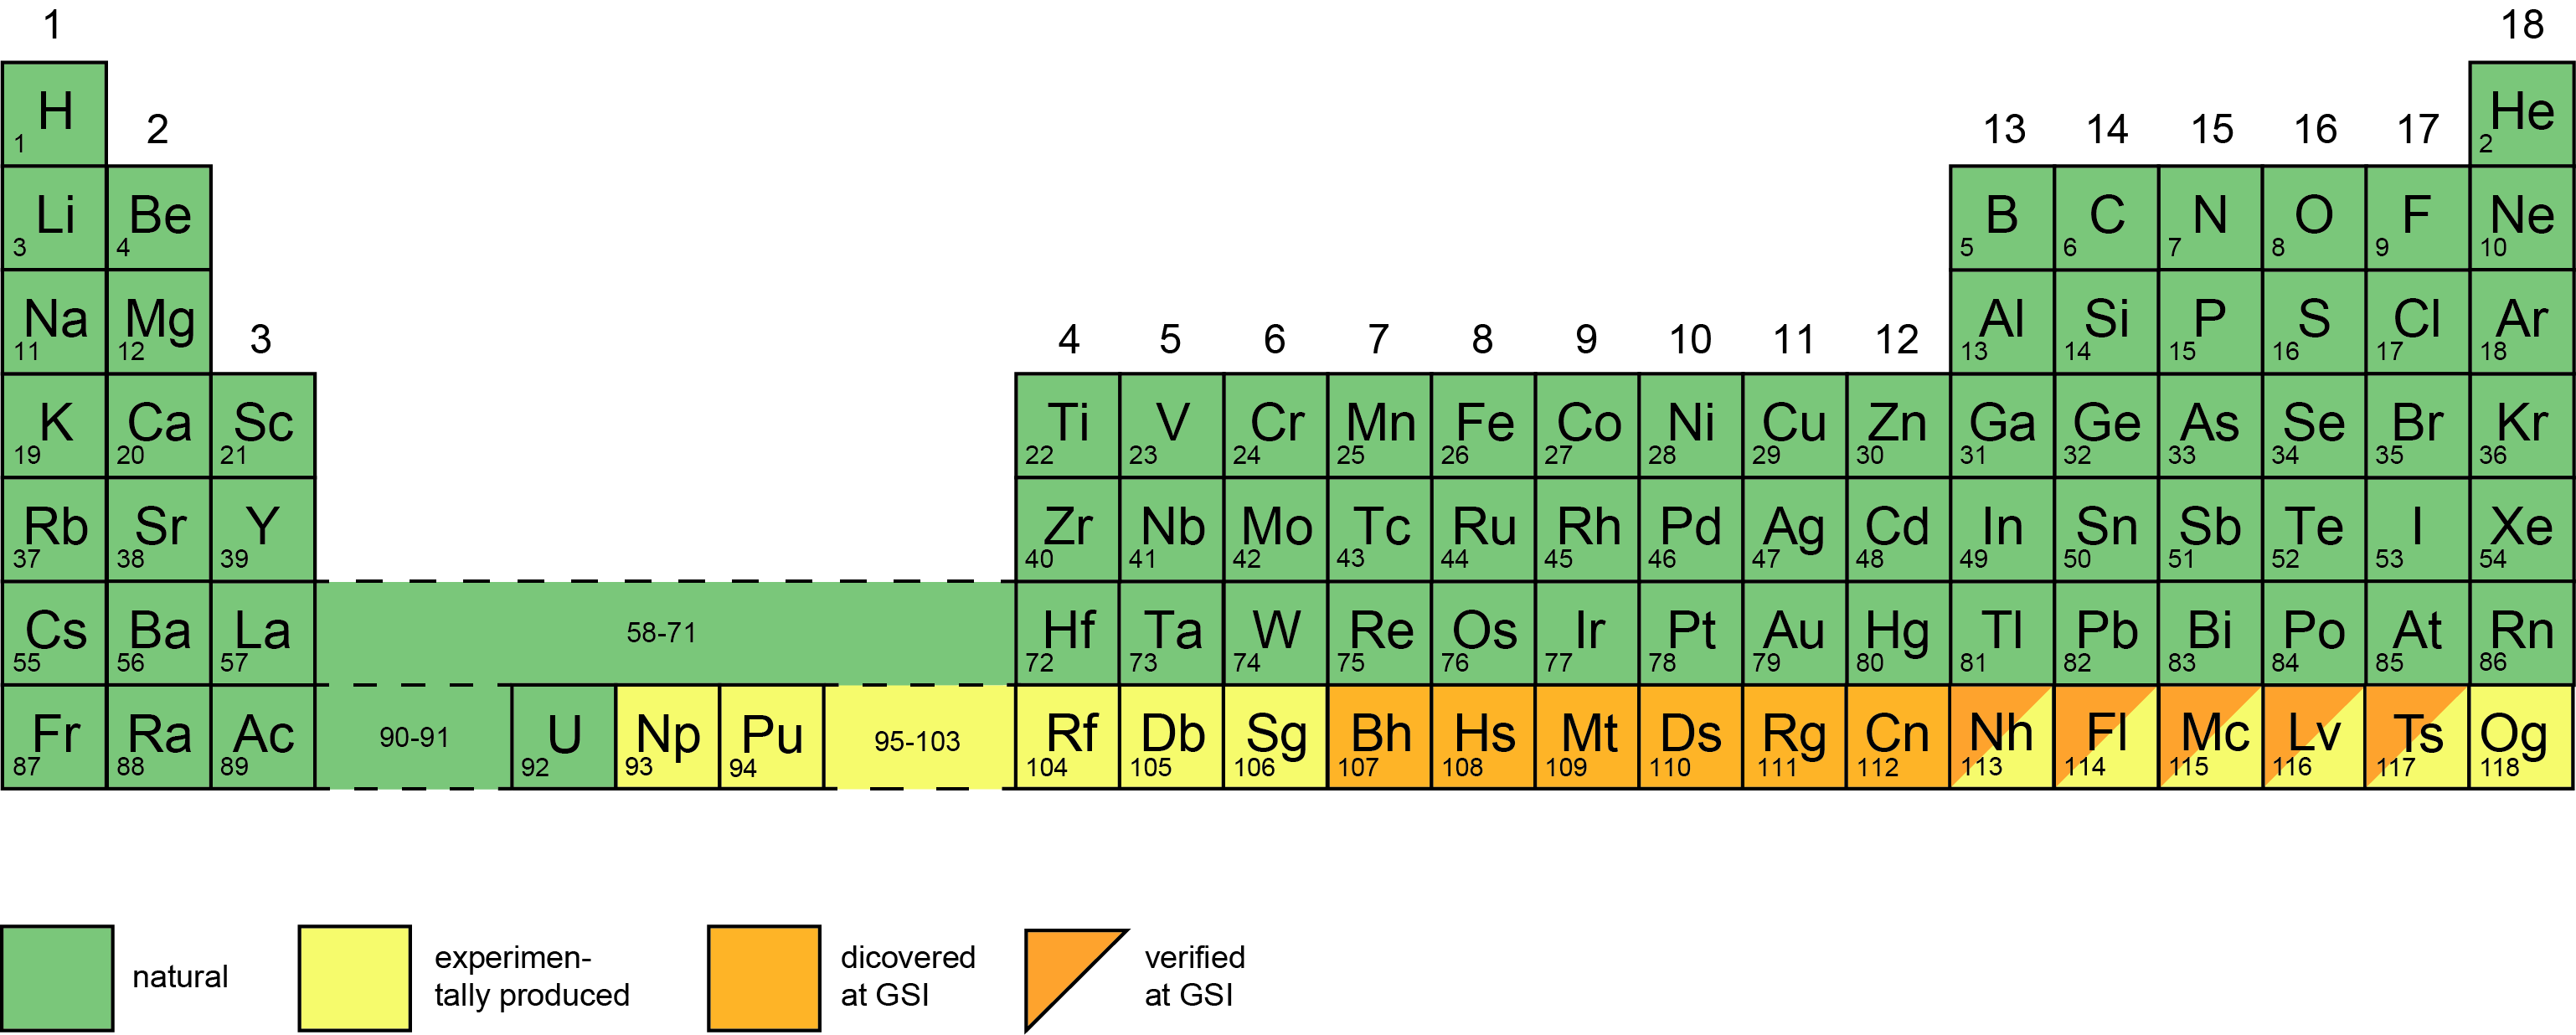 1 18
H He
1 2
2 13 14 15 16 17
Li Be B C N O F Ne
3 4 5 6 7 8 9 10
Na Mg Al Si P S Cl Ar
11 12 13 14 15 16 17 18
3 4 5 6 7 8 9 10 11 12
K Ca Sc Ti V Cr Mn Fe Co Ni Cu Zn Ga Ge As Se Br Kr
19 20 21 22 23 24 25 26 27 28 29 30 31 32 33 34 35 36
Rb Sr Y Zr Nb Mo Tc Ru Rh Pd Ag Cd In Sn Sb Te I Xe
37 38 39 40 41 42 43 44 45 46 47 48 49 50 51 52 53 54
Cs Ba La 58-71 Hf Ta W Re Os Ir Pt Au Hg Tl Pb Bi Po At Rn
55 56 57 72 73 74 75 76 77 78 79 80 81 82 83 84 85 86
Fr Ra Ac 90-91 U Np Pu 95-103 Rf Db Sg Bh Hs Mt Ds Rg Cn Nh Fl Mc Lv Ts Og
87 88 89 92 93 94 104 105 106 107 108 109 110 111 112 113 114 115 116 117 118
natural
experimen-
tally produced
dicovered
at GSI
verified
at GSI